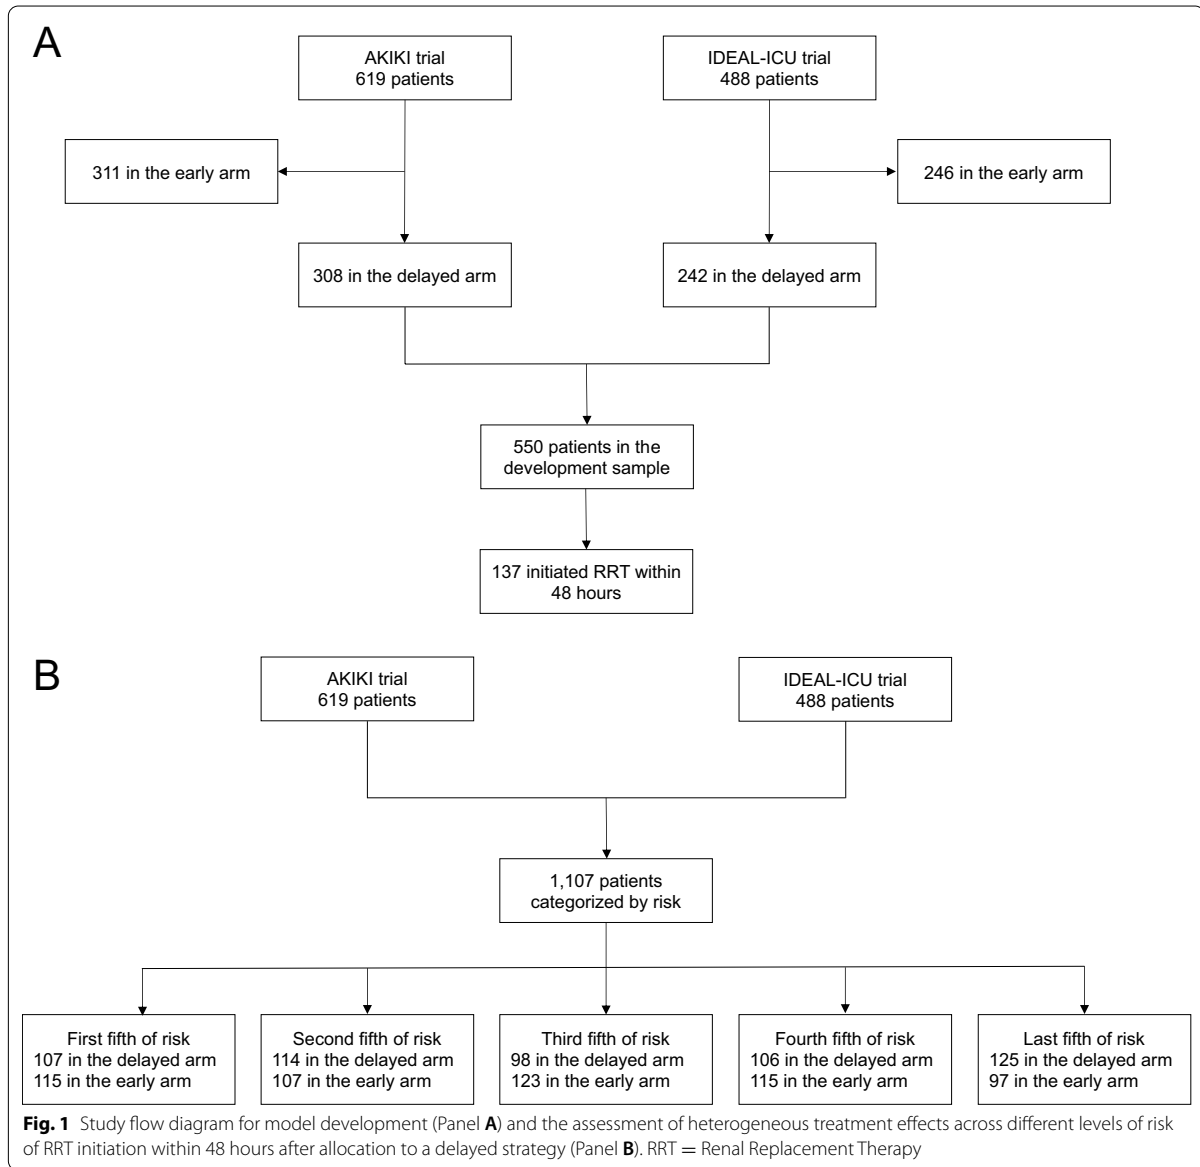 A
AKIKI trial
619 patients
IDEAL-ICU trial
488 patients
311 in the early arm
246 in the early arm
308 in the delayed arm
242 in the delayed arm
550 patients in the
development sample
137 initiated RRT within
48 hours
B
AKIKI trial
619 patients
IDEAL-ICU trial
488 patients
1,107 patients
categorized by risk
First fifth of risk
107 in the delayed arm
115 in the early arm
Second fifth of risk
114 in the delayed arm
107 in the early arm
Third fifth of risk
98 in the delayed arm
123 in the early arm
Fourth fifth of risk
106 in the delayed arm
115 in the early arm
Last fifth of risk
125 in the delayed arm
97 in the early arm
Fig. 1 Study flow diagram for model development (Panel A) and the assessment of heterogeneous treatment effects across different levels of risk
of RRT initiation within 48 hours after allocation to a delayed strategy (Panel B). RRT = Renal Replacement Therapy